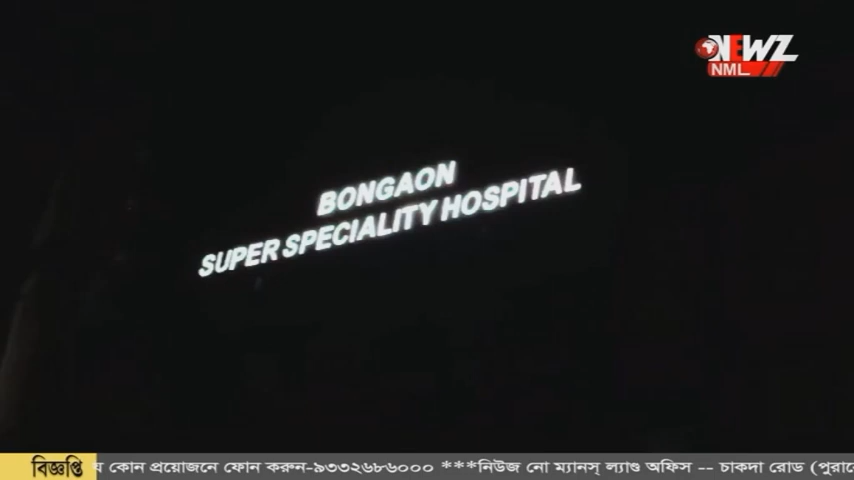 NEWZ
NML
BONGAON
SUPER SPECIALITY HOSPITAL
বিজ্ঞপ্তি
য কোন প্রয়োজনে ফোন করুন-৯৩৩২৬৮৬০০০ ***নিউজ নো ম্যানস্ ল্যাণ্ড অফিস -- চাকদা রোড (পুরানে